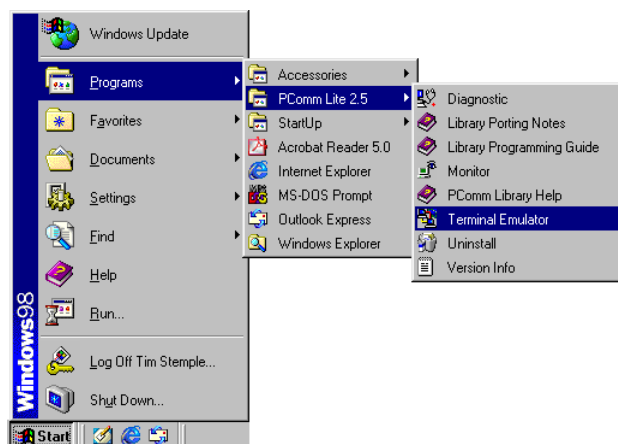 Windows Update
Programs
Favorites
Documents
Settings
Find
Help
Run...
Log Off Tim Stemple...
Shut Down...
Windows98
Start
Accessories
PComm Lite 2.5
StartUp
Acrobat Reader 5.0
Internet Explorer
MS-DOS Prompt
Outlook Express
Windows Explorer
Diagnostic
Library Porting Notes
Library Programming Guide
Monitor
PComm Library Help
Terminal Emulator
Uninstall
Version Info